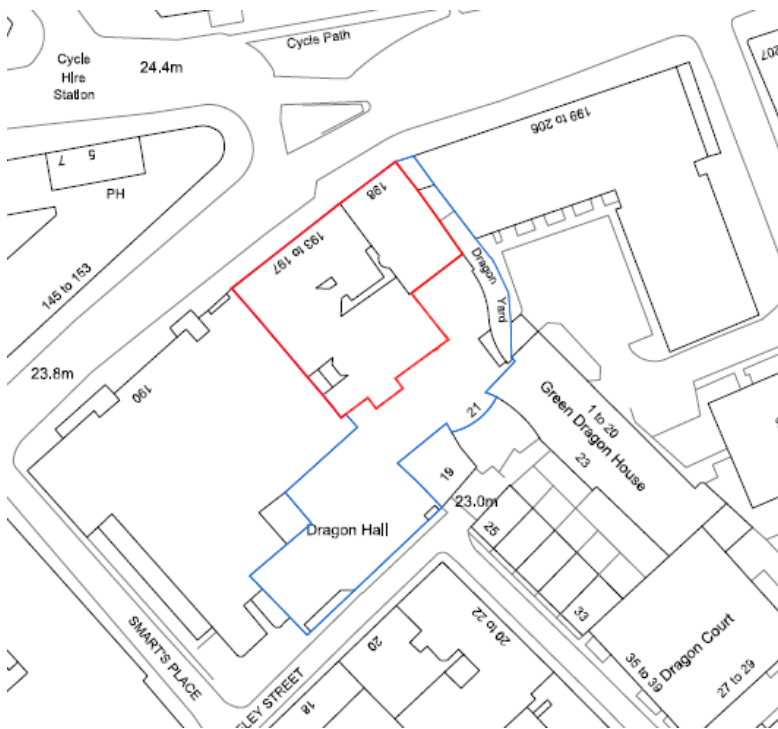 Cycle Path
Cycle
Hire
Station
24.4m
207
199 to 206
5
7
PH
198
193 to 197
145 to 153
Dragon
Yard
23.8m
190
21
1 to 20
Green Dragon House
23
19
23.0m
Dragon Hall
25
33
SMART'S PLACE
20 to 22
20
35 to 39
Dragon Court
27 to 29
ELEY STREET
18